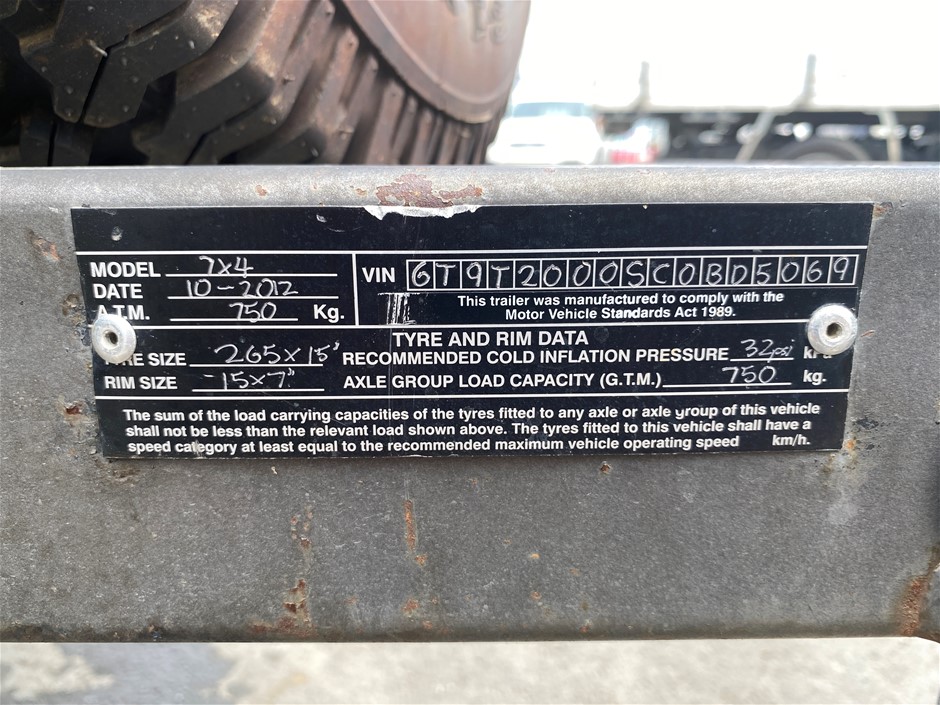 MODEL 7x4
DATE 10-2012
A.T.M. 750 Kg.
VIN 6T9T2000SC0BD5069
This trailer was manufactured to comply with the
Motor Vehicle Standards Act 1989.
TYRE AND RIM DATA
TYRE SIZE 265x15" RECOMMENDED COLD INFLATION PRESSURE 32psi kPa
RIM SIZE 15x7" AXLE GROUP LOAD CAPACITY (G.T.M.) 750 kg.
The sum of the load carrying capacities of the tyres fitted to any axle or axle group of this vehicle
shall not be less than the relevant load shown above. The tyres fitted to this vehicle shall have a
speed category at least equal to the recommended maximum vehicle operating speed km/h.